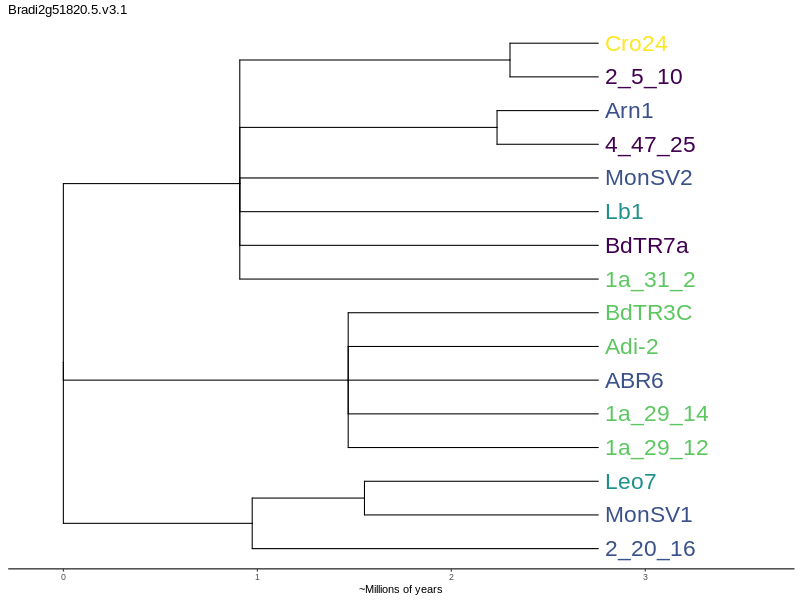 Bradi2g51820.5.v3.1
Cro24
2_5_10
Arn1
4_47_25
MonSV2
Lb1
BdTR7a
1a_31_2
BdTR3C
Adi-2
ABR6
1a_29_14
1a_29_12
Leo7
MonSV1
2_20_16
0 1 2 3
~Millions of years